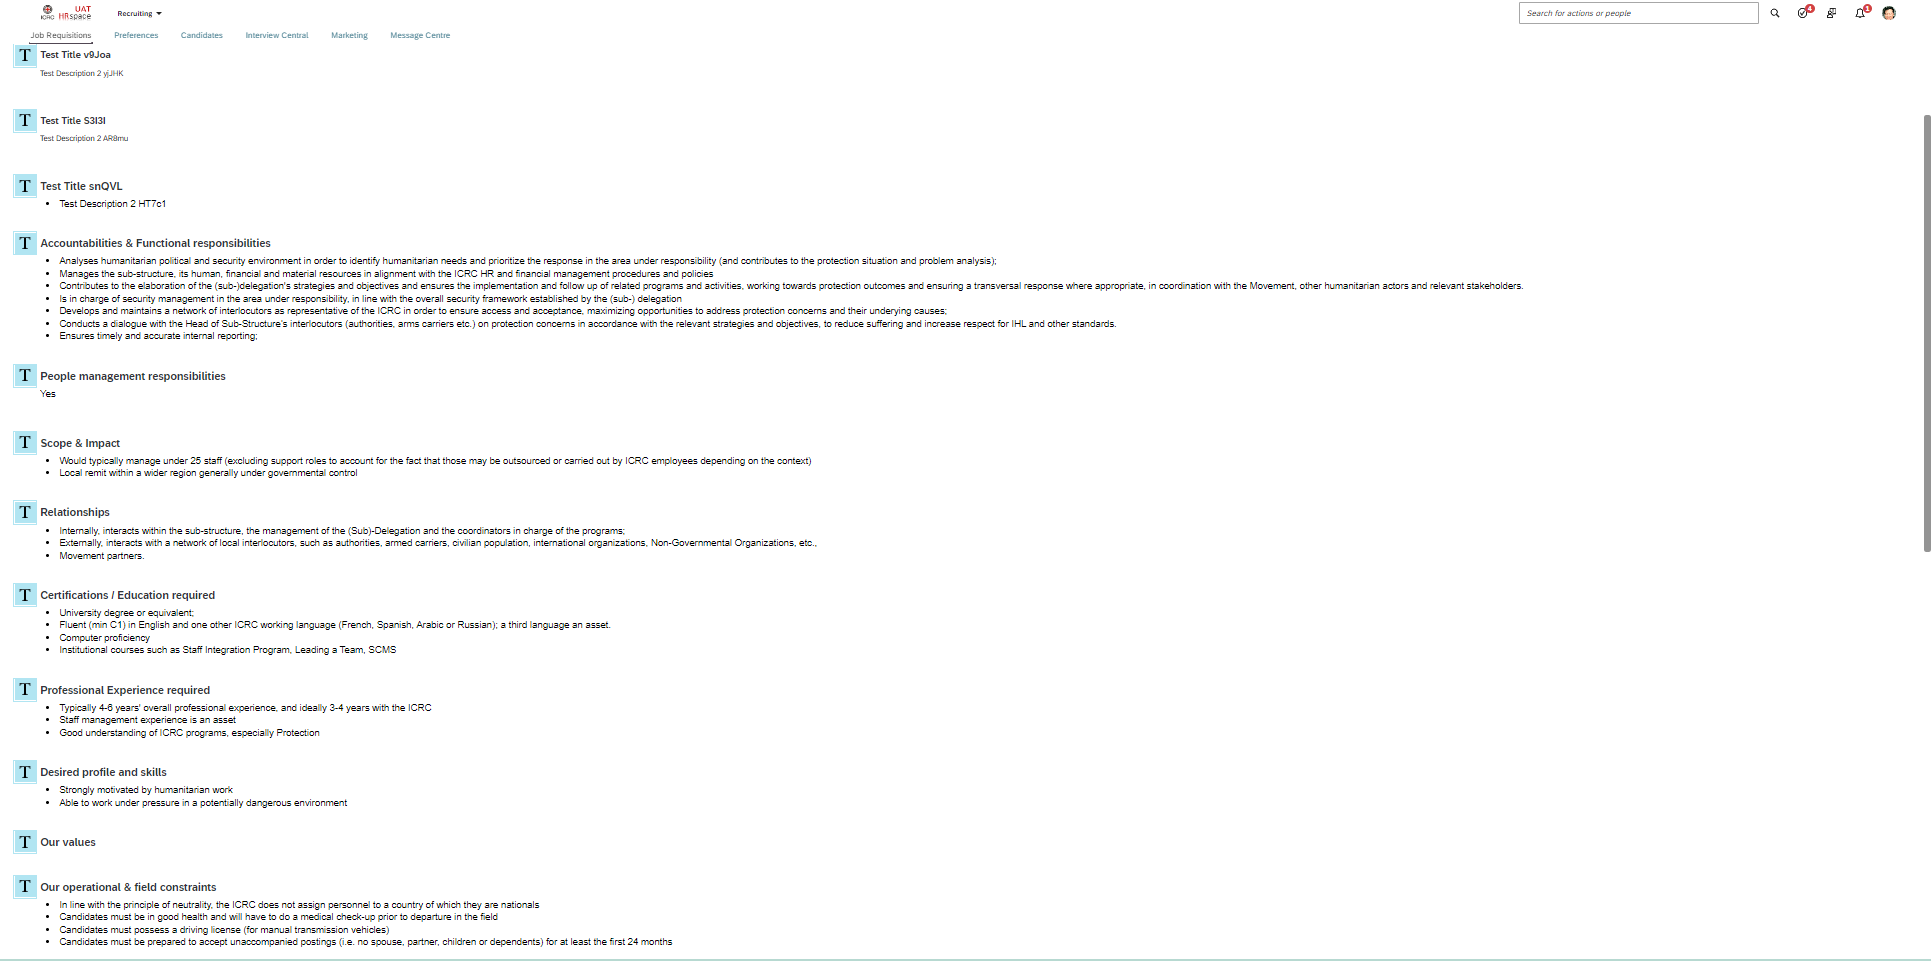 ICRC
UAT
HRspace
Recruiting
Search for actions or people
4
1
Job Requisitions
Preferences
Candidates
Interview Central
Marketing
Message Centre
T
Test Title v9Joa
Test Description 2 yjJHK
T
Test Title S3I3I
Test Description 2 AR8mu
T
Test Title snQVL
• Test Description 2 HT7c1
T
Accountabilities & Functional responsibilities
• Analyses humanitarian political and security environment in order to identify humanitarian needs and prioritize the response in the area under responsibility (and contributes to the protection situation and problem analysis);
• Manages the sub-structure, its human, financial and material resources in alignment with the ICRC HR and financial management procedures and policies
• Contributes to the elaboration of the (sub-)delegation's strategies and objectives and ensures the implementation and follow up of related programs and activities, working towards protection outcomes and ensuring a transversal response where appropriate, in coordination with the Movement, other humanitarian actors and relevant stakeholders.
• Is in charge of security management in the area under responsibility, in line with the overall security framework established by the (sub-) delegation
• Develops and maintains a network of interlocutors as representative of the ICRC in order to ensure access and acceptance, maximizing opportunities to address protection concerns and their underlying causes;
• Conducts a dialogue with the Head of Sub-Structure's interlocutors (authorities, arms carriers etc.) on protection concerns in accordance with the relevant strategies and objectives, to reduce suffering and increase respect for IHL and other standards.
• Ensures timely and accurate internal reporting;
T
People management responsibilities
Yes
T
Scope & Impact
• Would typically manage under 25 staff (excluding support roles to account for the fact that those may be outsourced or carried out by ICRC employees depending on the context)
• Local remit within a wider region generally under governmental control
T
Relationships
• Internally, interacts within the sub-structure, the management of the (Sub)-Delegation and the coordinators in charge of the programs;
• Externally, interacts with a network of local interlocutors, such as authorities, armed carriers, civilian population, international organizations, Non-Governmental Organizations, etc.,
• Movement partners.
T
Certifications / Education required
• University degree or equivalent;
• Fluent (min C1) in English and one other ICRC working language (French, Spanish, Arabic or Russian); a third language an asset.
• Computer proficiency
• Institutional courses such as Staff Integration Program, Leading a Team, SCMS
T
Professional Experience required
• Typically 4-6 years' overall professional experience, and ideally 3-4 years with the ICRC
• Staff management experience is an asset
• Good understanding of ICRC programs, especially Protection
T
Desired profile and skills
• Strongly motivated by humanitarian work
• Able to work under pressure in a potentially dangerous environment
T
Our values
T
Our operational & field constraints
• In line with the principle of neutrality, the ICRC does not assign personnel to a country of which they are nationals
• Candidates must be in good health and will have to do a medical check-up prior to departure in the field
• Candidates must possess a driving license (for manual transmission vehicles)
• Candidates must be prepared to accept unaccompanied postings (i.e. no spouse, partner, children or dependents) for at least the first 24 months